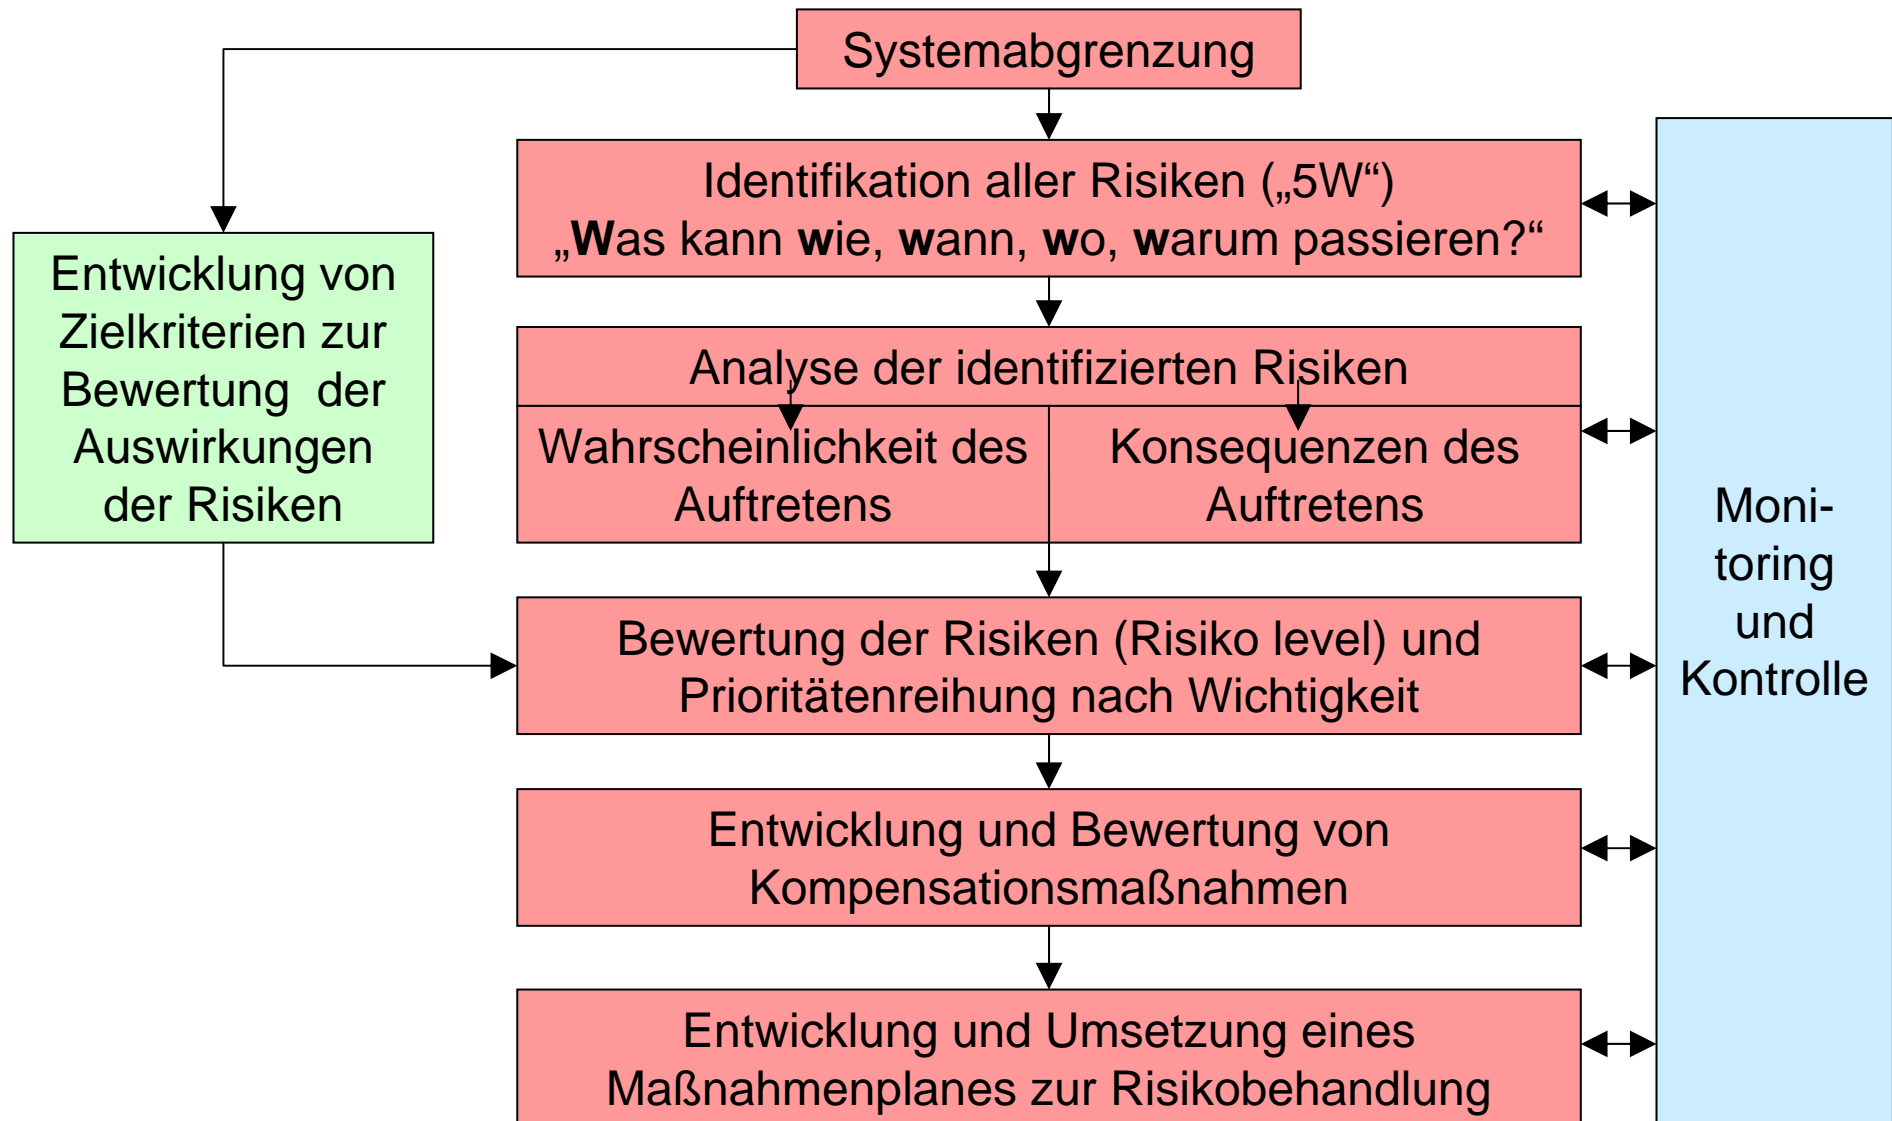 Systemabgrenzung
Identifikation aller Risiken („5W“)
„Was kann wie, wann, wo, warum passieren?“
Entwicklung von
Zielkriterien zur
Bewertung  der
Auswirkungen
der Risiken
Analyse der identifizierten Risiken
Wahrscheinlichkeit des
Auftretens
Konsequenzen des
Auftretens
Bewertung der Risiken (Risiko level) und
Prioritätenreihung nach Wichtigkeit
Entwicklung und Bewertung von
Kompensationsmaßnahmen
Entwicklung und Umsetzung eines
Maßnahmenplanes zur Risikobehandlung
Moni-
toring
und
Kontrolle